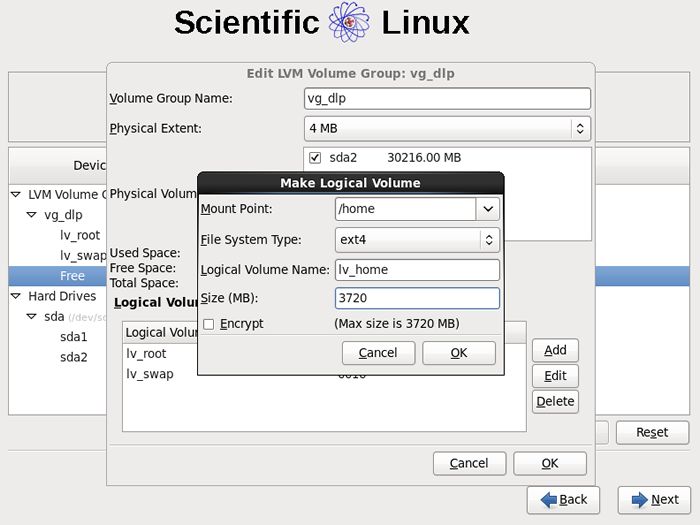 Scientific Linux
Edit LVM Volume Group: vg_dlp
Volume Group Name: vg_dlp
Physical Extent: 4 MB
sda2 30216.00 MB
Physical Volum
Used Space:
Free Space:
Total Space:
Logical Volum
Logical Volum
lv_root
lv_swap
Add
Edit
Delete
Cancel OK
Make Logical Volume
Mount Point: /home
File System Type: ext4
Logical Volume Name: lv_home
Size (MB): 3720
Encrypt (Max size is 3720 MB)
Cancel OK
Devic
LVM Volume G
vg_dlp
lv_root
lv_swap
Free
Hard Drives
sda (/dev/sd
sda1
sda2
Reset
Back Next